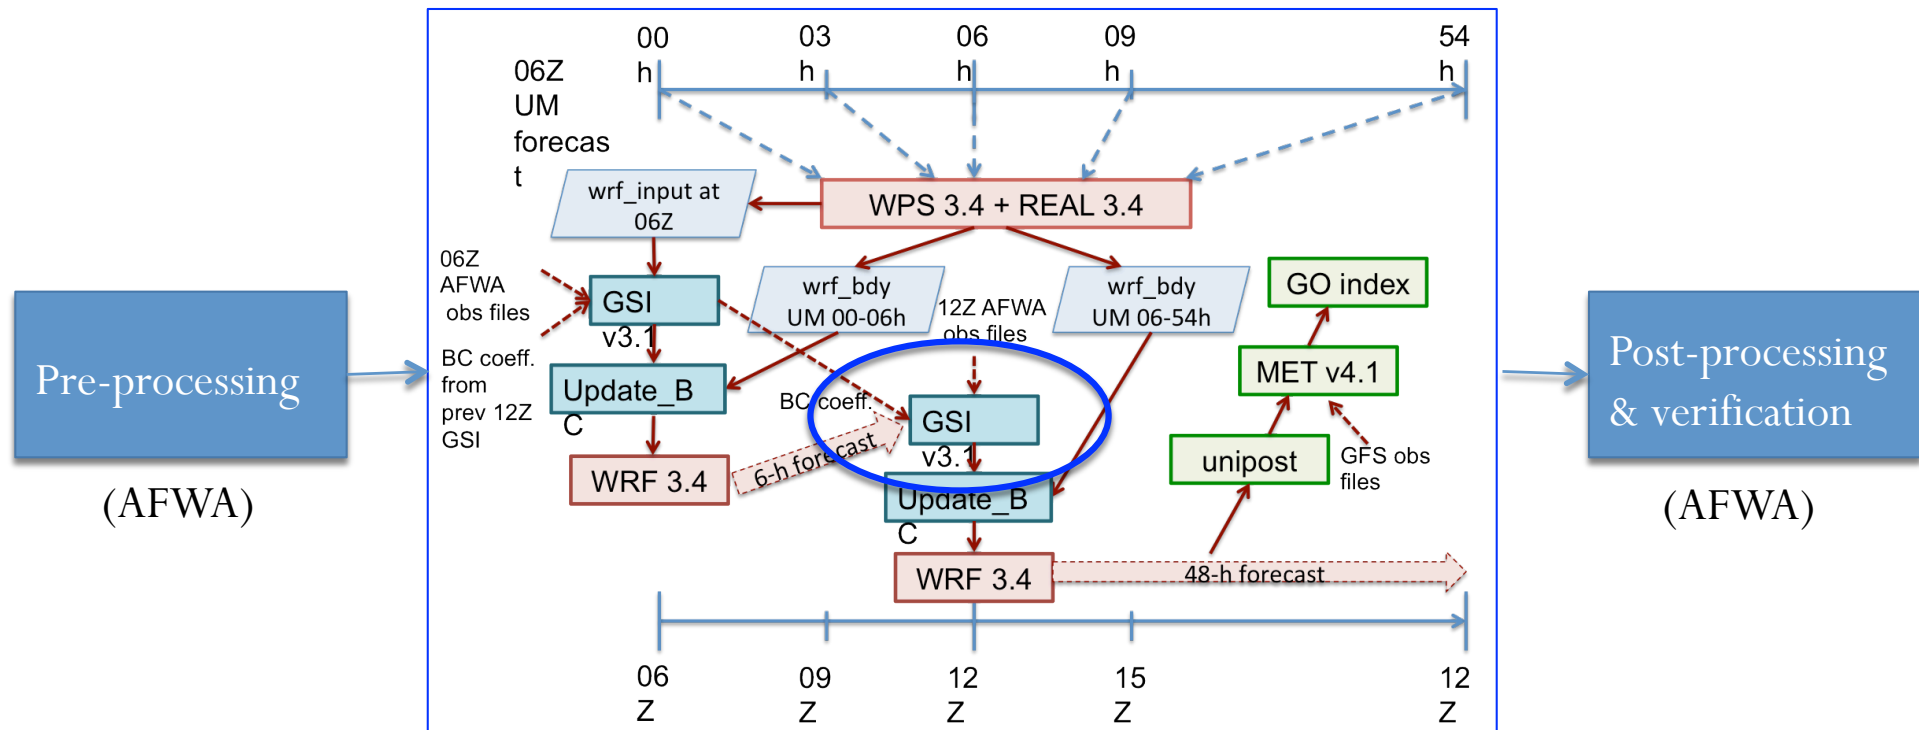 00
h
03
h
06
h
09
h
54
h
06Z
UM
forecas
t
wrf_input at
06Z
WPS 3.4 + REAL 3.4
06Z
AFWA
obs files
GSI
v3.1
wrf_bdy
UM 00-06h
12Z AFWA
obs files
wrf_bdy
UM 06-54h
GO index
Pre-processing
(AFWA)
BC coeff.
from
prev 12Z
GSI
Update_B
C
BC coeff.
GSI
v3.1
MET v4.1
Post-processing
& verification
(AFWA)
WRF 3.4
6-h forecast
unipost
GFS obs
files
Update_B
C
WRF 3.4
48-h forecast
06
Z
09
Z
12
Z
15
Z
12
Z